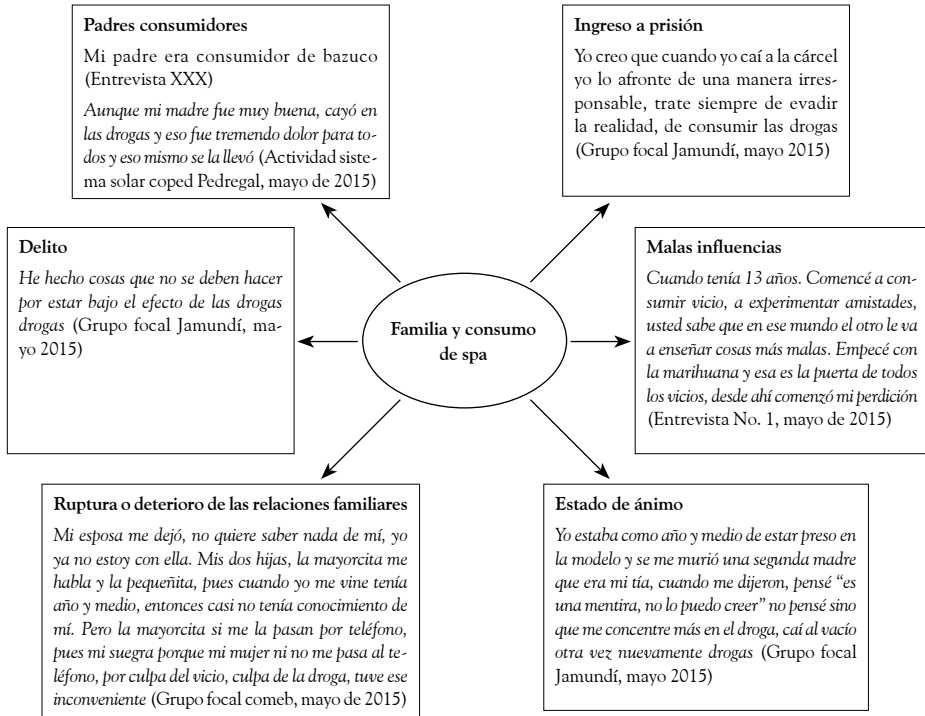 Padres consumidores
Mi padre era consumidor de bazuco
(Entrevista XXX)
Aunque mi madre fue muy buena, cayó en
las drogas y eso fue tremendo dolor para to-
dos y eso mismo se la llevó (Actividad siste-
ma solar coped Pedregal, mayo de 2015)
Ingreso a prisión
Yo creo que cuando yo caí a la cárcel
yo lo afronte de una manera irres-
ponsable, trate siempre de evadir
la realidad, de consumir las drogas
(Grupo focal Jamundí, mayo 2015)
Delito
He hecho cosas que no se deben hacer
por estar bajo el efecto de las drogas
drogas (Grupo focal Jamundí, ma-
yo 2015)
Familia y consumo
de spa
Malas influencias
Cuando tenía 13 años. Comencé a con-
sumir vicio, a experimentar amistades,
usted sabe que en ese mundo el otro le va
a enseñar cosas más malas. Empecé con
la marihuana y esa es la puerta de todos
los vicios, desde ahí comenzó mi perdición
(Entrevista No. 1, mayo de 2015)
Ruptura o deterioro de las relaciones familiares
Mi esposa me dejó, no quiere saber nada de mí, yo
ya no estoy con ella. Mis dos hijas, la mayorcita me
habla y la pequeñita, pues cuando yo me vine tenía
año y medio, entonces casi no tenía conocimiento de
mí. Pero la mayorcita si me la pasan por teléfono,
pues mi suegra porque mi mujer ni no me pasa al te-
léfono, por culpa del vicio, culpa de la droga, tuve ese
inconveniente (Grupo focal comeb, mayo de 2015)
Estado de ánimo
Yo estaba como año y medio de estar preso en
la modelo y se me murió una segunda madre
que era mi tía, cuando me dijeron, pensé “es
una mentira, no lo puedo creer” no pensé sino
que me concentre más en el droga, caí al vacío
otra vez nuevamente drogas (Grupo focal
Jamundí, mayo 2015)